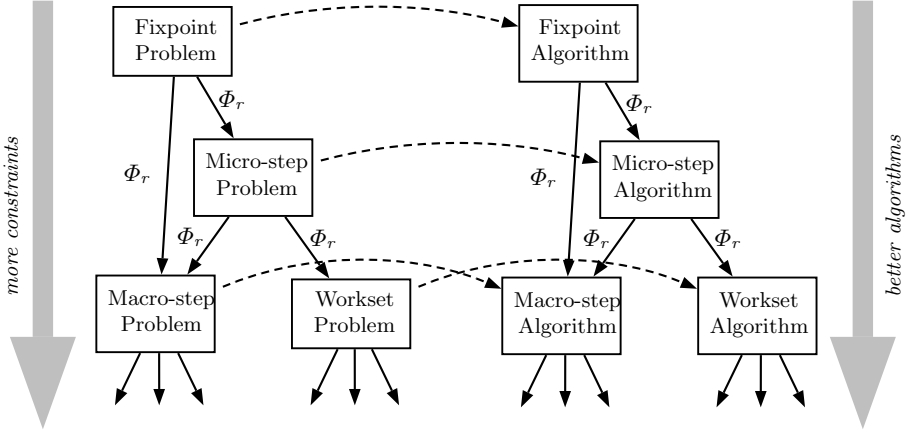 Fixpoint
Problem
Fixpoint
Algorithm
Φr
Φr
Micro-step
Problem
Micro-step
Algorithm
Φr
Φr
more constraints
better algorithms
Φr
Φr
Φr
Φr
Macro-step
Problem
Workset
Problem
Macro-step
Algorithm
Workset
Algorithm